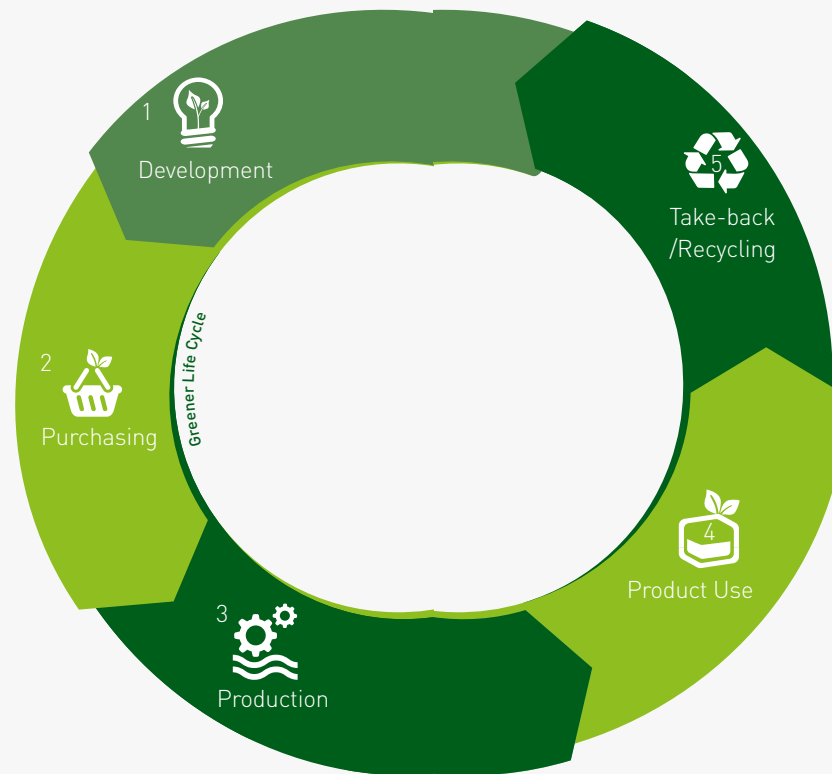 1
Development
2
Purchasing
3
Production
4
Product Use
5
Take-back
/Recycling
Greener Life Cycle